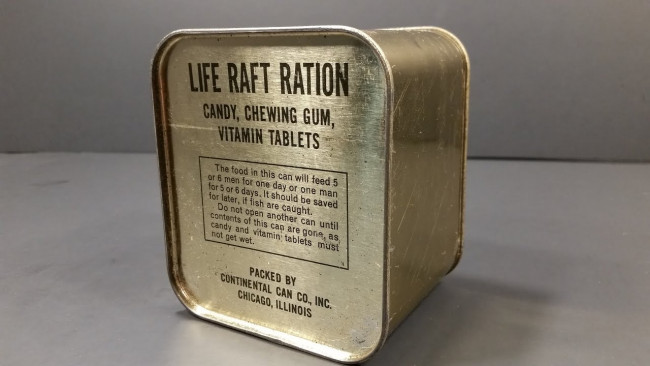 LIFE RAFT RATION
CANDY, CHEWING GUM,
VITAMIN TABLETS
The food in this can will feed 5
or 6 men for one day or one man
for 5 or 6 days. It should be saved
for later, if fish are caught.
Do not open another can until
contents of this can are gone, as
candy and vitamin tablets must
not get wet.
PACKED BY
CONTINENTAL CAN CO., INC.
CHICAGO, ILLINOIS